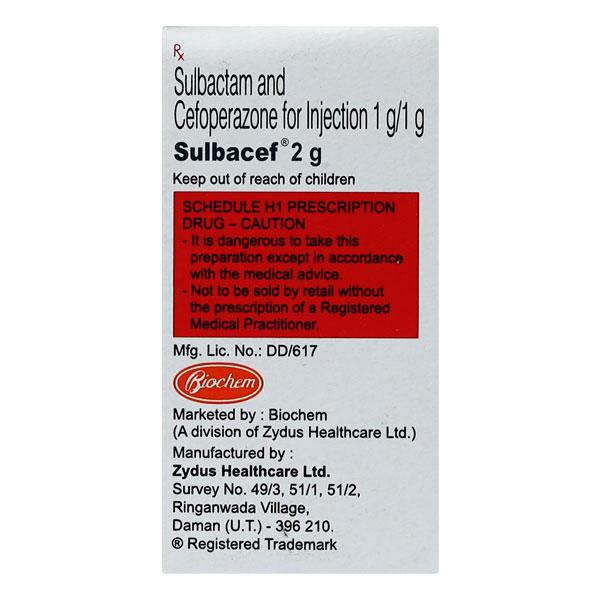 Rx
Sulbactam and
Cefoperazone for Injection 1 g/1 g
Sulbacef® 2 g
Keep out of reach of children
SCHEDULE H1 PRESCRIPTION
DRUG – CAUTION
- It is dangerous to take this
preparation except in accordance
with the medical advice.
- Not to be sold by retail without
the prescription of a Registered
Medical Practitioner.
Mfg. Lic. No.: DD/617
Biochem
Marketed by : Biochem
(A division of Zydus Healthcare Ltd.)
Manufactured by :
Zydus Healthcare Ltd.
Survey No. 49/3, 51/1, 51/2,
Ringanwada Village,
Daman (U.T.) - 396 210.
® Registered Trademark